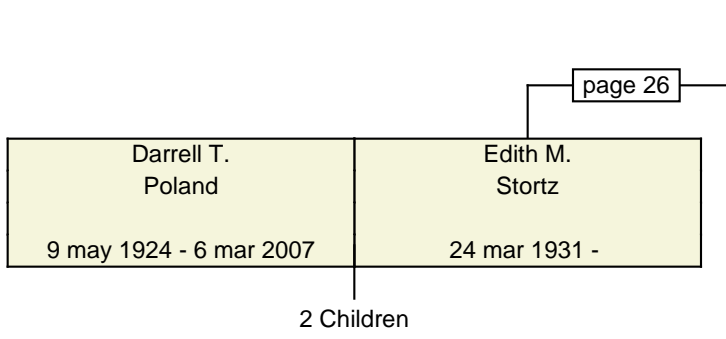 page 26
Darrell T.
Poland
9 may 1924 - 6 mar 2007
Edith M.
Stortz
24 mar 1931 -
2 Children